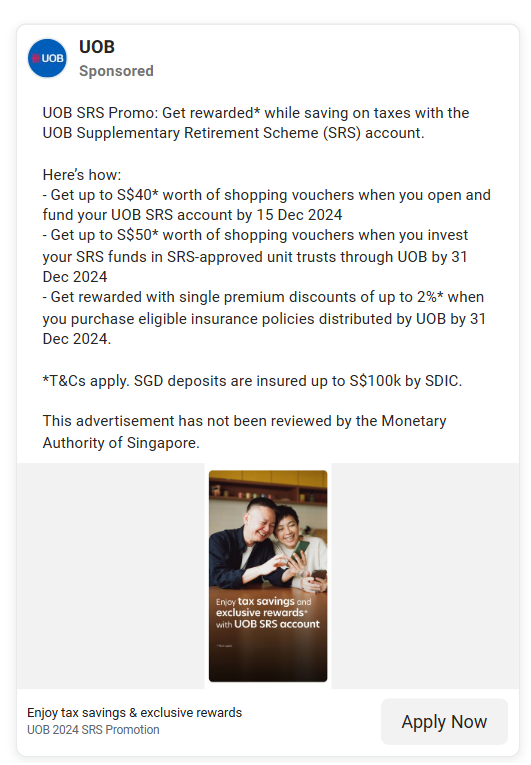 UOB
UOB
Sponsored
UOB SRS Promo: Get rewarded* while saving on taxes with the
UOB Supplementary Retirement Scheme (SRS) account.
Here’s how:
- Get up to S$40* worth of shopping vouchers when you open and
fund your UOB SRS account by 15 Dec 2024
- Get up to S$50* worth of shopping vouchers when you invest
your SRS funds in SRS-approved unit trusts through UOB by 31
Dec 2024
- Get rewarded with single premium discounts of up to 2%* when
you purchase eligible insurance policies distributed by UOB by 31
Dec 2024.
*T&Cs apply. SGD deposits are insured up to S$100k by SDIC.
This advertisement has not been reviewed by the Monetary
Authority of Singapore.
Enjoy tax savings and
exclusive rewards*
with UOB SRS account
Enjoy tax savings & exclusive rewards
UOB 2024 SRS Promotion
Apply Now